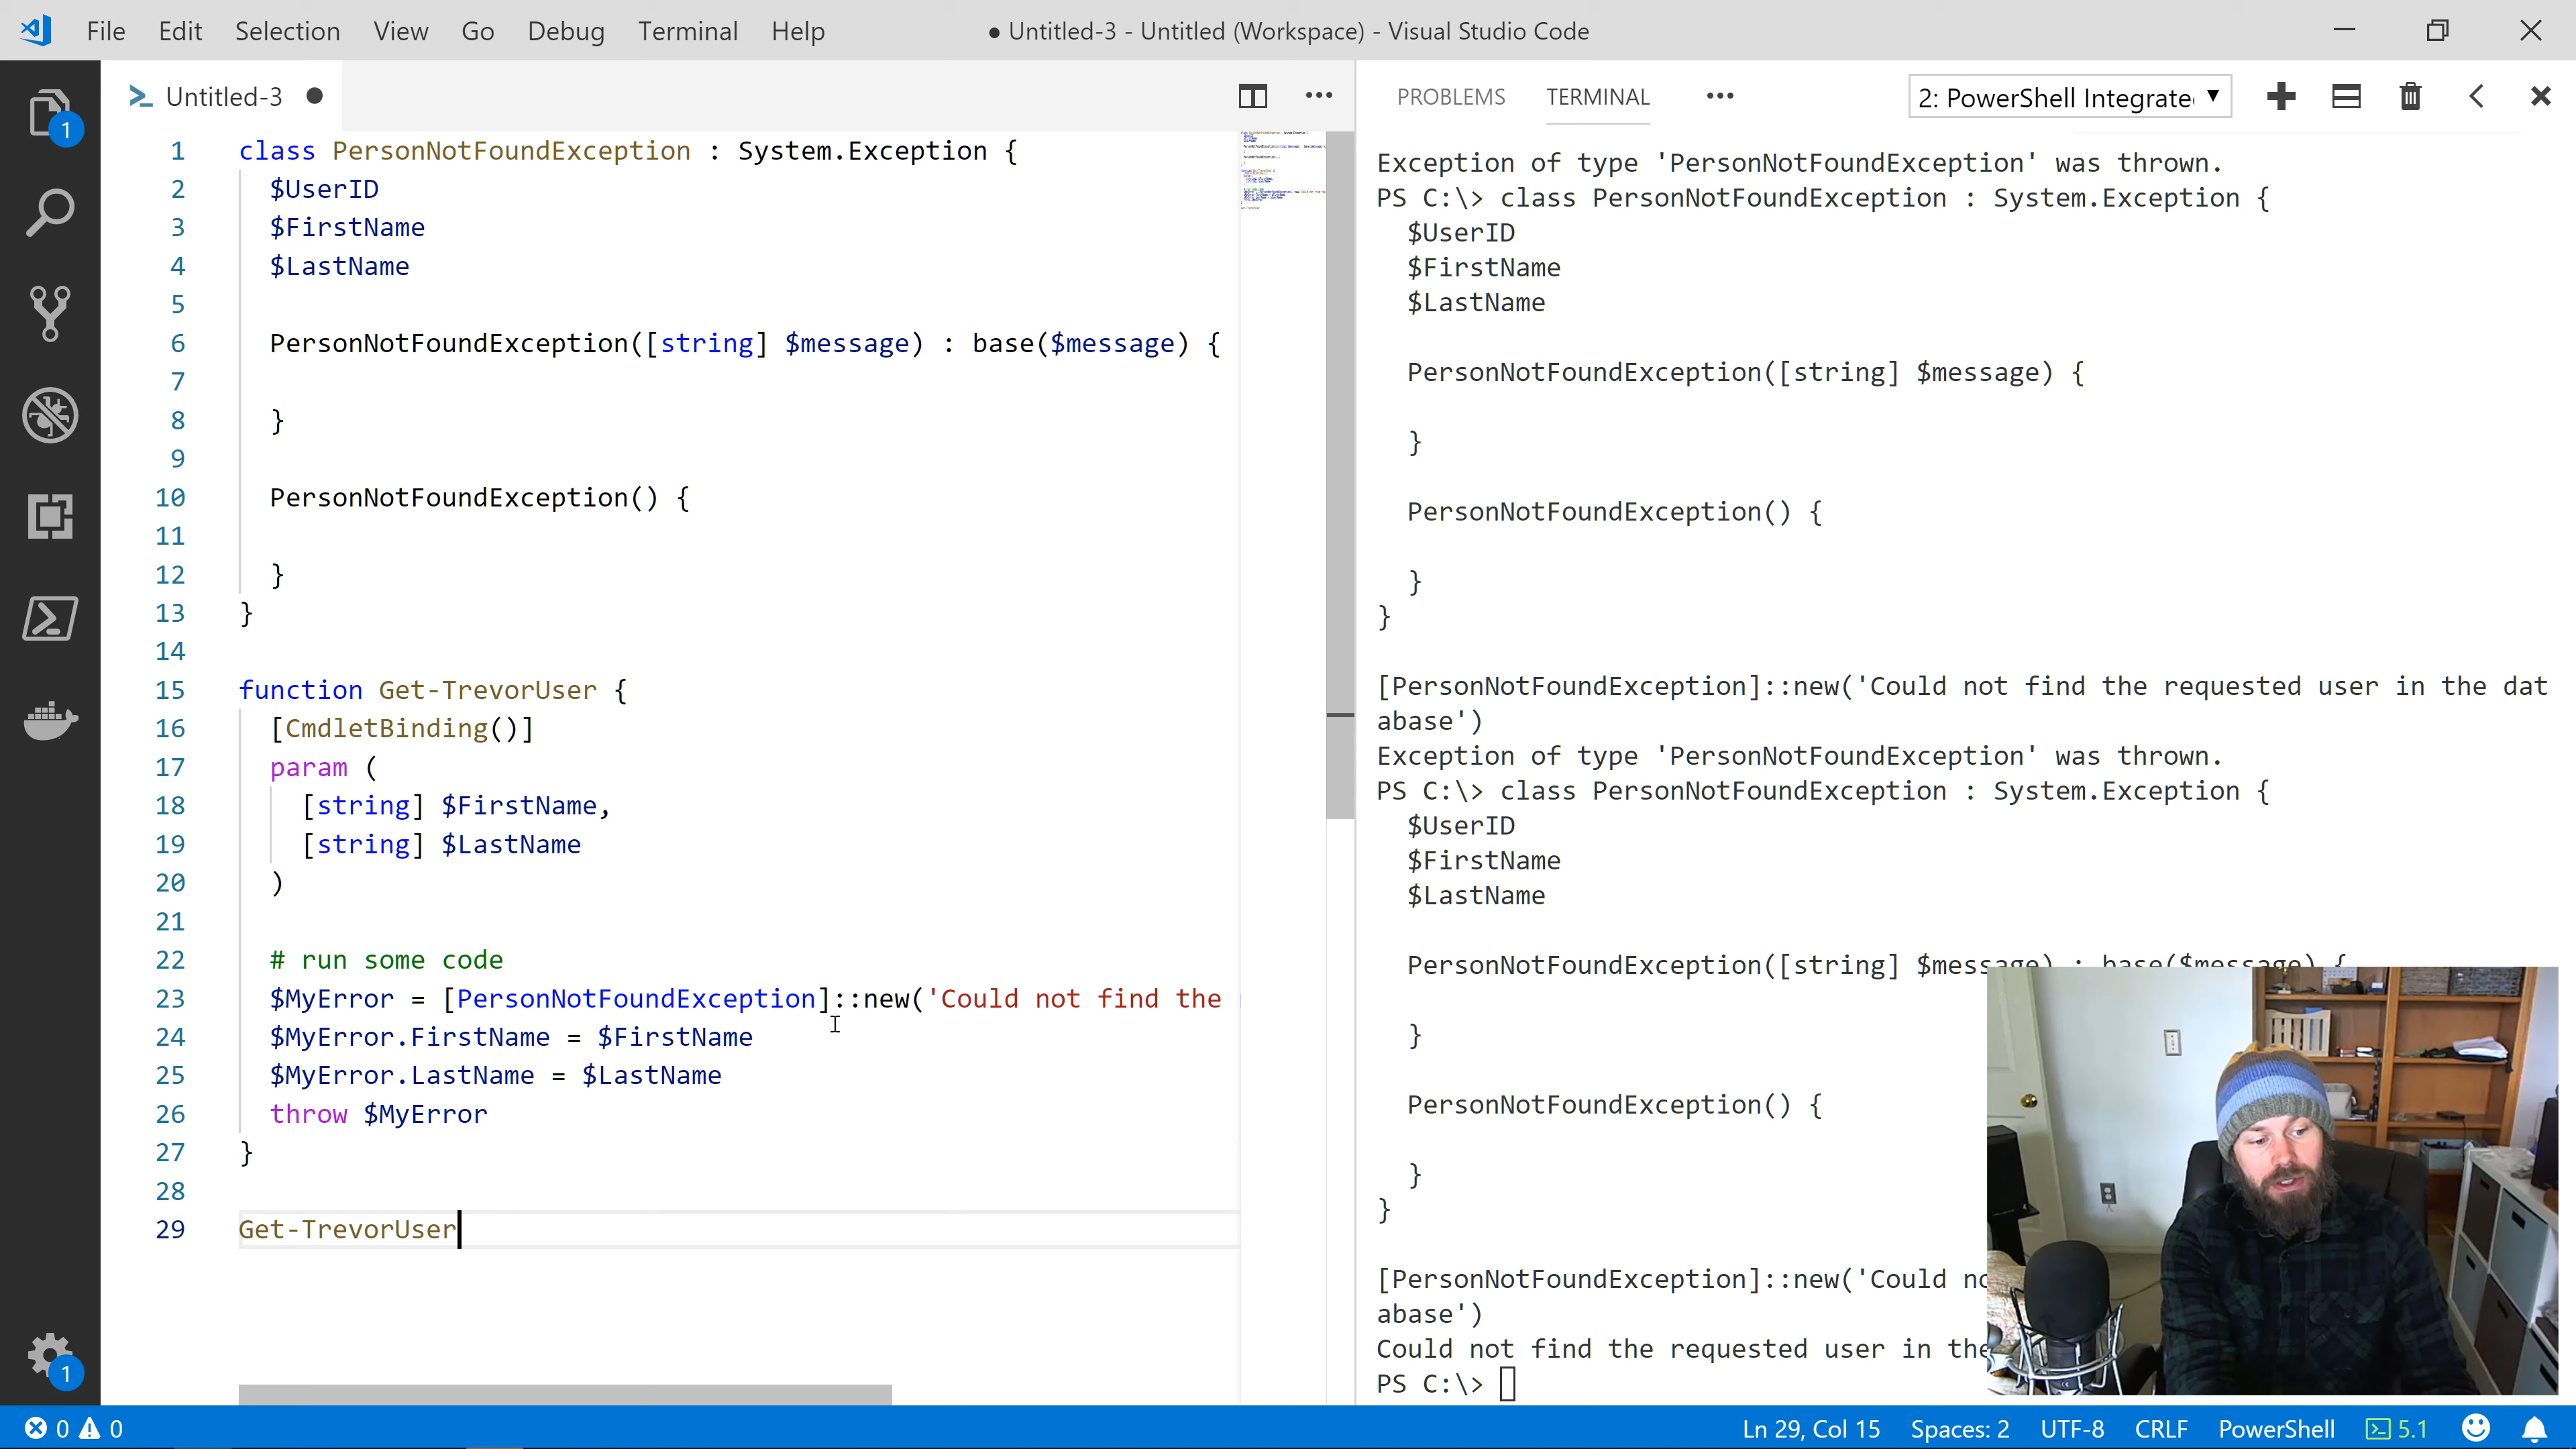 File Edit Selection View Go Debug Terminal Help ● Untitled-3 - Untitled (Workspace) - Visual Studio Code
Untitled-3
1 class PersonNotFoundException : System.Exception {
2 $UserID
3 $FirstName
4 $LastName
5
6 PersonNotFoundException([string] $message) : base($message) {
7
8 }
9
10 PersonNotFoundException() {
11
12 }
13 }
14
15 function Get-TrevorUser {
16 [CmdletBinding()]
17 param (
18 [string] $FirstName,
19 [string] $LastName
20 )
21
22 # run some code
23 $MyError = [PersonNotFoundException]::new('Could not find the
24 $MyError.FirstName = $FirstName
25 $MyError.LastName = $LastName
26 throw $MyError
27 }
28
29 Get-TrevorUser
PROBLEMS TERMINAL ••• 2: PowerShell Integrate
Exception of type 'PersonNotFoundException' was thrown.
PS C:\> class PersonNotFoundException : System.Exception {
$UserID
$FirstName
$LastName
PersonNotFoundException([string] $message) {
}
PersonNotFoundException() {
}
}
[PersonNotFoundException]::new('Could not find the requested user in the dat
abase')
Exception of type 'PersonNotFoundException' was thrown.
PS C:\> class PersonNotFoundException : System.Exception {
$UserID
$FirstName
$LastName
PersonNotFoundException([string] $message) : base($message) {
}
PersonNotFoundException() {
}
}
[PersonNotFoundException]::new('Could no
abase')
Could not find the requested user in the
PS C:\>
1
1
0 0 Ln 29, Col 15 Spaces: 2 UTF-8 CRLF PowerShell 5.1